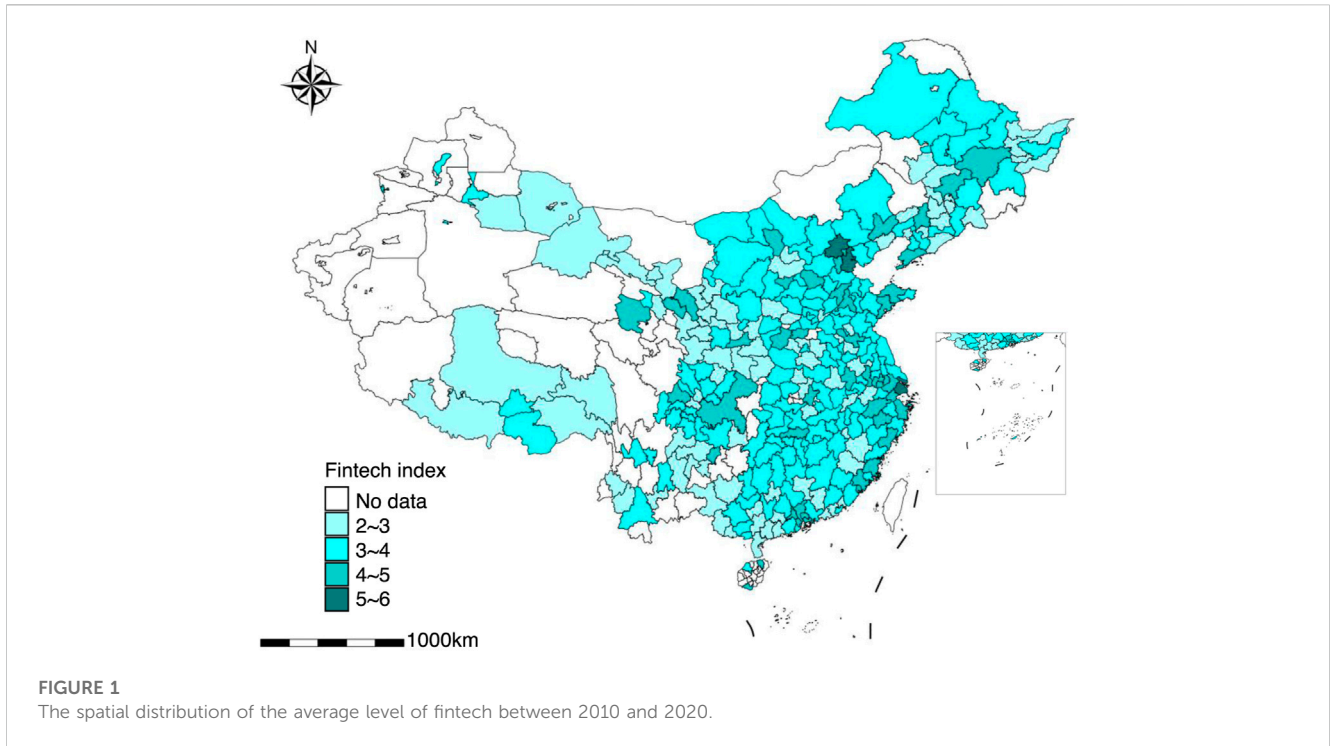 N
Fintech index
No data
2~3
3~4
4~5
5~6
1000km
FIGURE 1
The spatial distribution of the average level of fintech between 2010 and 2020.